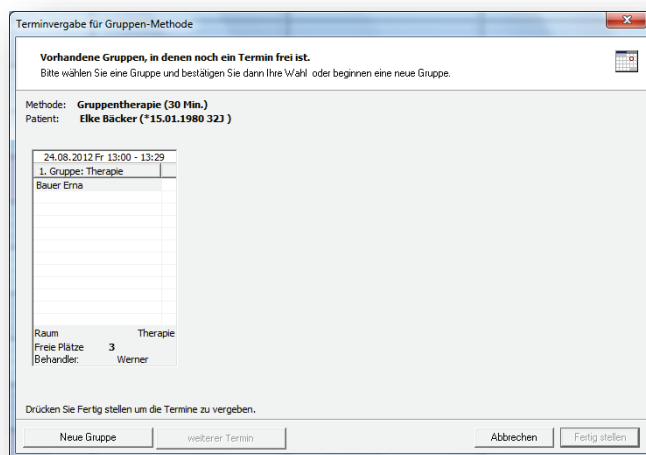 Terminvergabe für Gruppen-Methode
Vorhandene Gruppen, in denen noch ein Termin frei ist.
Bitte wählen Sie eine Gruppe und bestätigen Sie dann Ihre Wahl oder beginnen eine neue Gruppe.
Methode: Gruppentherapie (30 Min.)
Patient: Elke Bäcker (*15.01.1980 32J )
24.08.2012 Fr 13:00 - 13:29
1. Gruppe: Therapie
Bauer Erna
Raum Therapie
Freie Plätze 3
Behandler: Werner
Drücken Sie Fertig stellen um die Termine zu vergeben.
Neue Gruppe weiterer Termin Abbrechen Fertig stellen